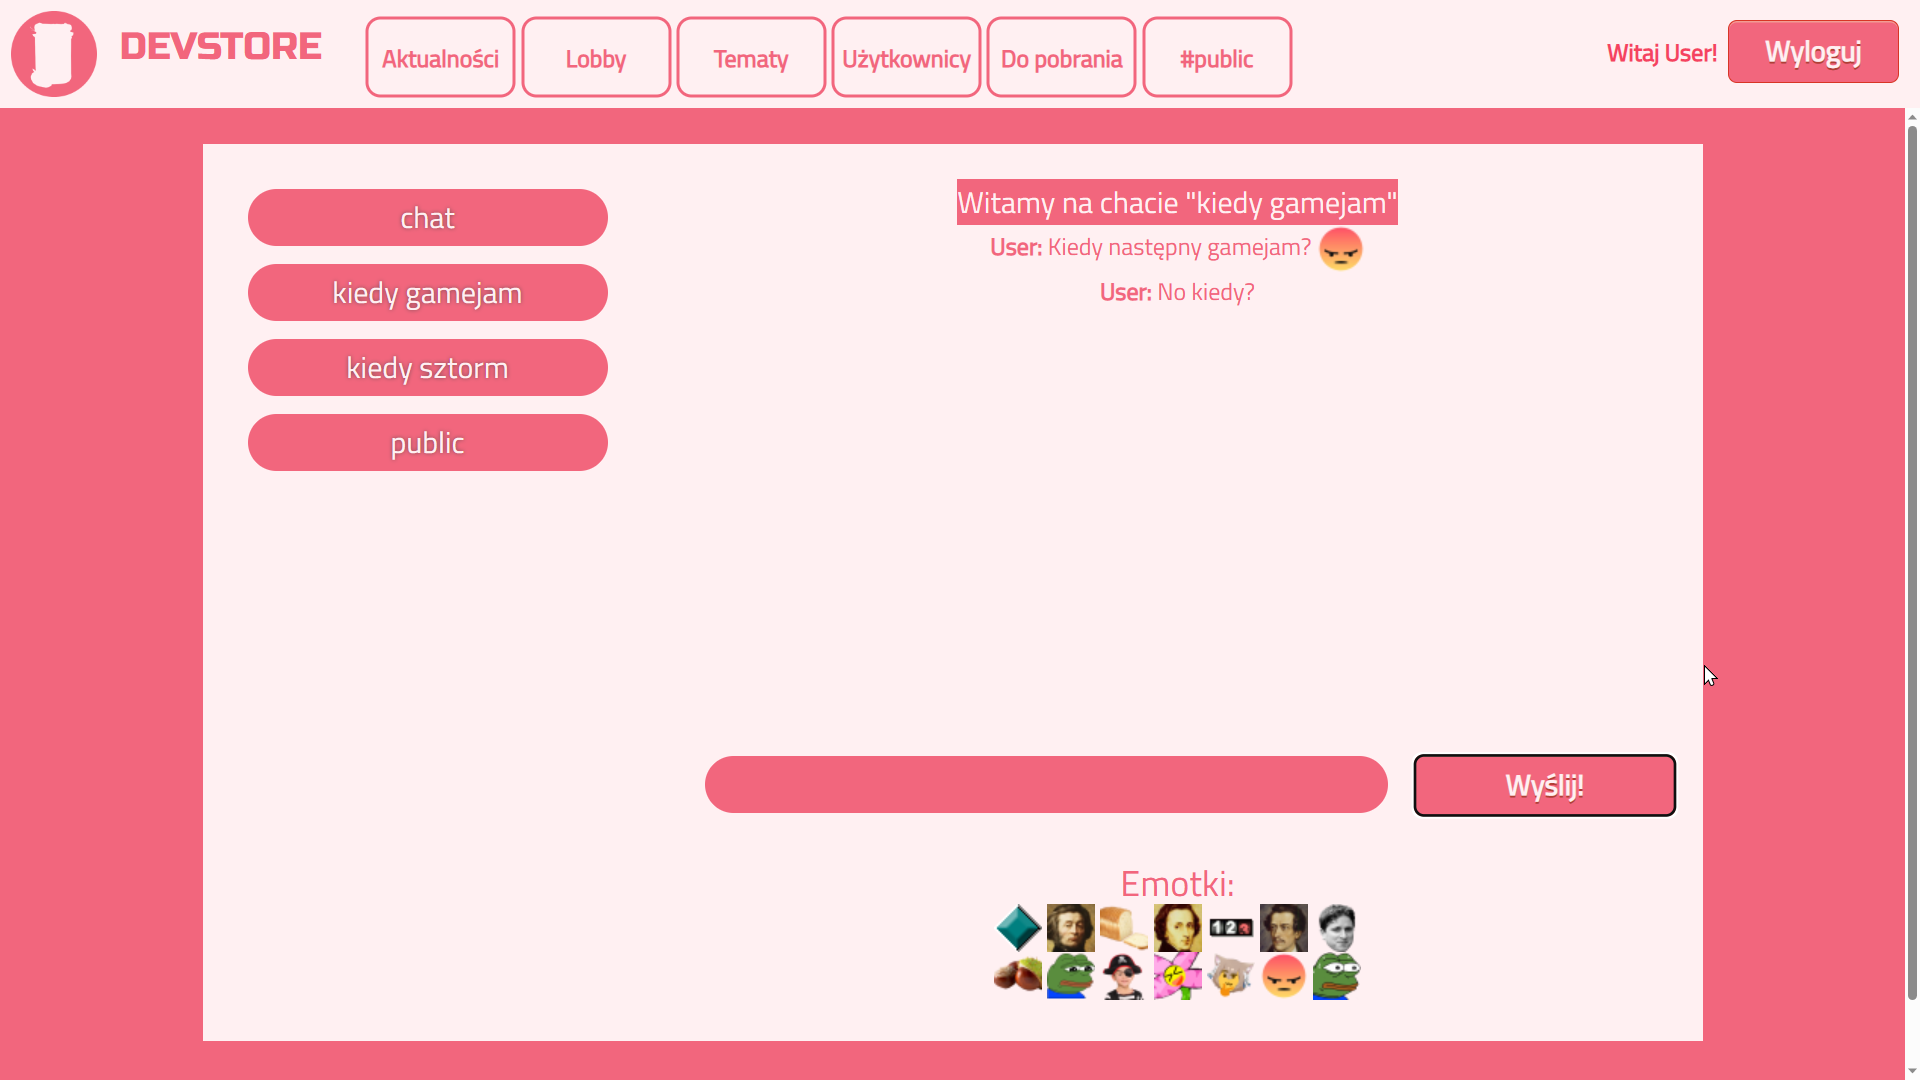 DEVSTORE
Aktualności
Lobby
Tematy
Użytkownicy
Do pobrania
#public
Witaj User!
Wyloguj
chat
kiedy gamejam
kiedy sztorm
public
Witamy na chacie "kiedy gamejam"
User: Kiedy następny gamejam?
User: No kiedy?
Wyślij!
Emotki:
123